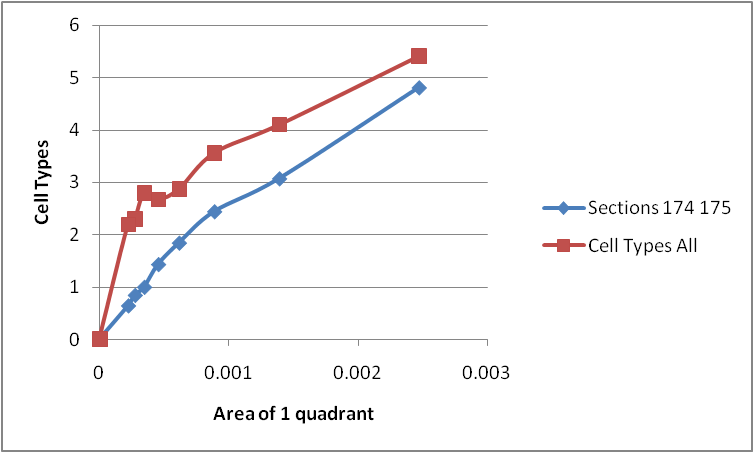 6
5
4
3
2
1
0
Cell Types
0
0.001
0.002
0.003
Area of 1 quadrant
Sections 174 175
Cell Types All